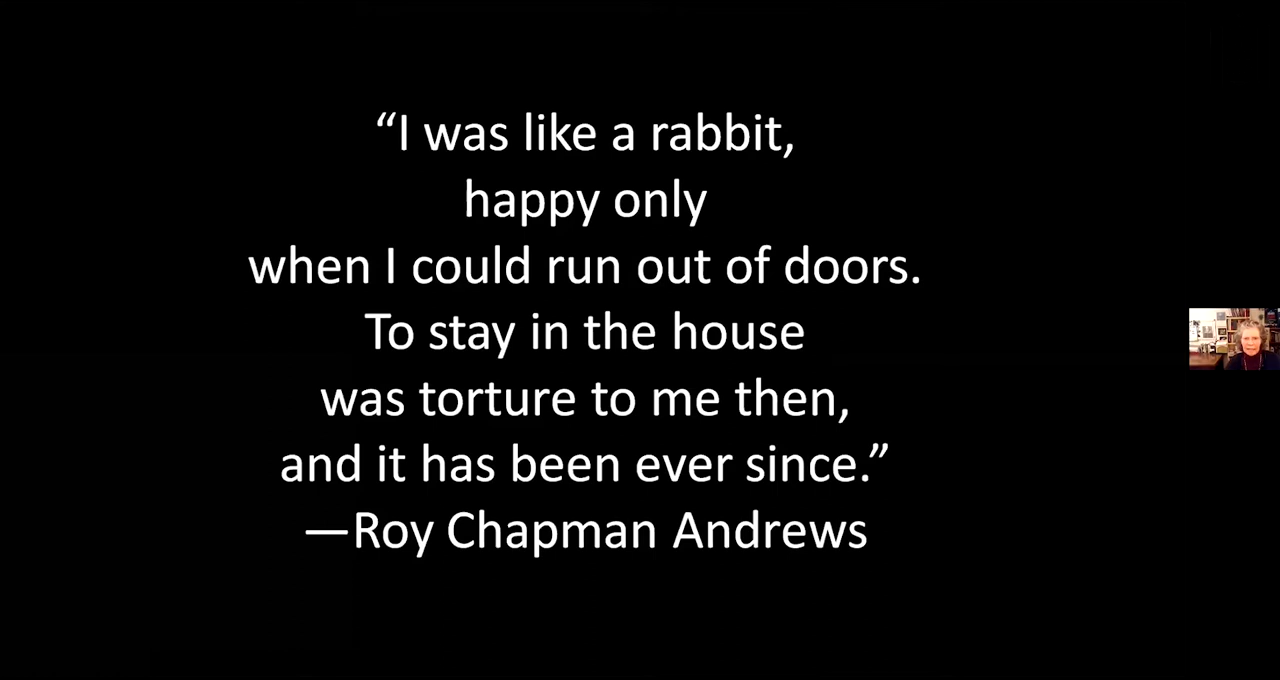 “I was like a rabbit,
happy only
when I could run out of doors.
To stay in the house
was torture to me then,
and it has been ever since.”
—Roy Chapman Andrews